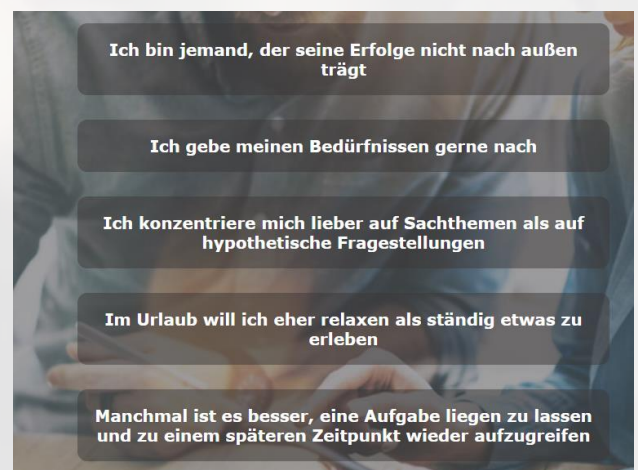 Ich bin jemand, der seine Erfolge nicht nach außen
trägt
Ich gebe meinen Bedürfnissen gerne nach
Ich konzentriere mich lieber auf Sachthemen als auf
hypothetische Fragestellungen
Im Urlaub will ich eher relaxen als ständig etwas zu
erleben
Manchmal ist es besser, eine Aufgabe liegen zu lassen
und zu einem späteren Zeitpunkt wieder aufzugreifen